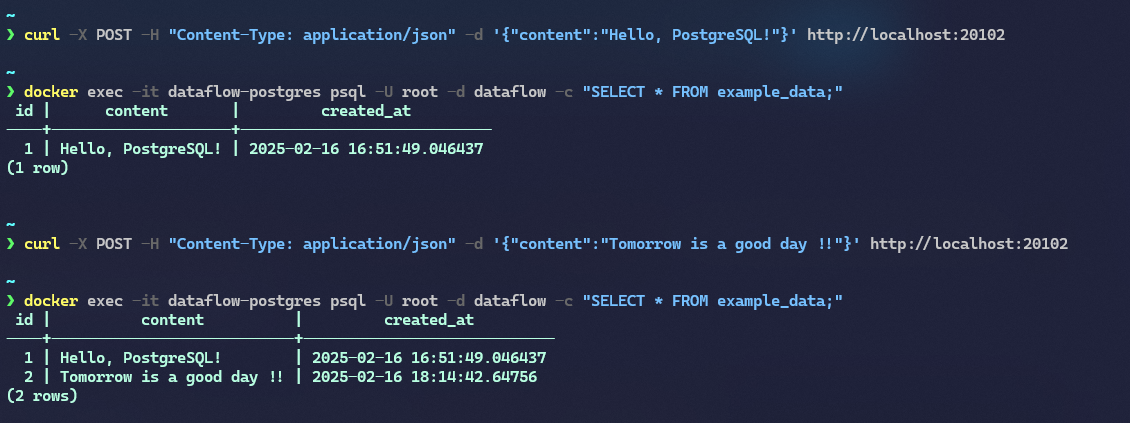 ~
❯ curl -X POST -H "Content-Type: application/json" -d '{"content":"Hello, PostgreSQL!"}' http://localhost:20102
~
❯ docker exec -it dataflow-postgres psql -U root -d dataflow -c "SELECT * FROM example_data;"
 id |      content       |         created_at
----+--------------------+----------------------------
  1 | Hello, PostgreSQL! | 2025-02-16 16:51:49.046437
(1 row)
~
❯ curl -X POST -H "Content-Type: application/json" -d '{"content":"Tomorrow is a good day !!"}' http://localhost:20102
~
❯ docker exec -it dataflow-postgres psql -U root -d dataflow -c "SELECT * FROM example_data;"
 id |          content          |         created_at
----+---------------------------+----------------------------
  1 | Hello, PostgreSQL!        | 2025-02-16 16:51:49.046437
  2 | Tomorrow is a good day !! | 2025-02-16 18:14:42.64756
(2 rows)